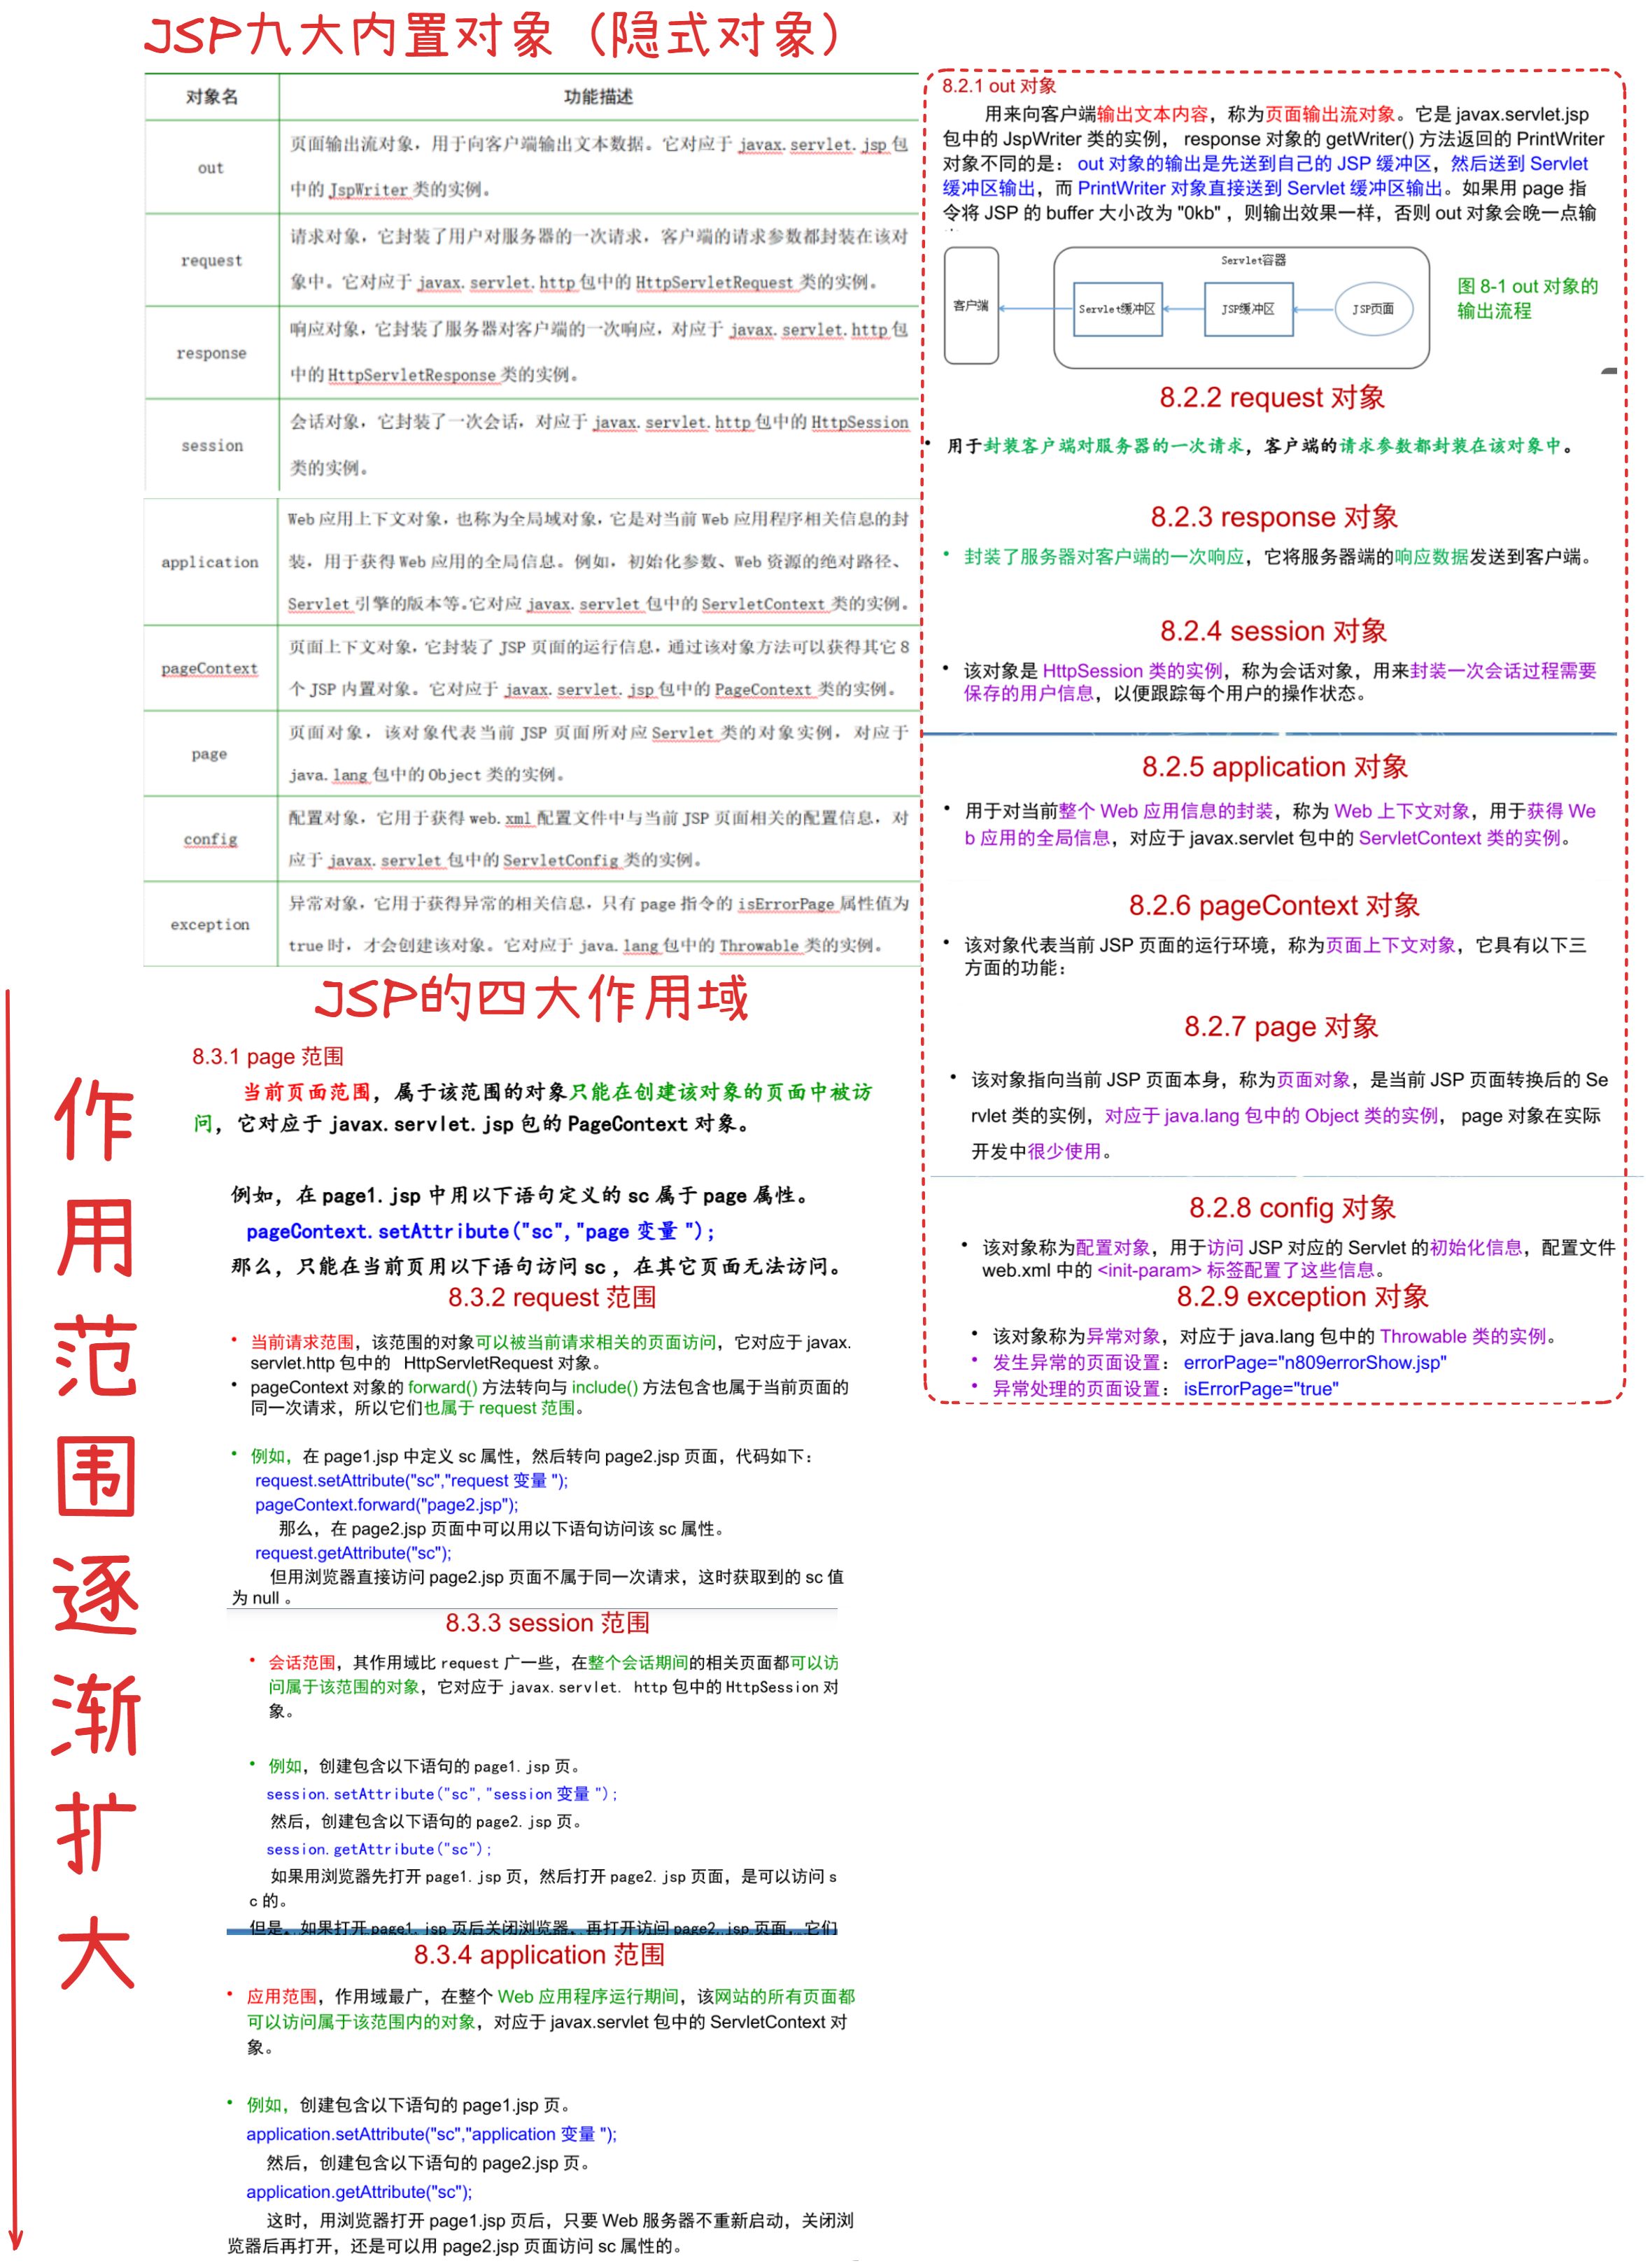 JSP九大内置对象（隐式对象）
对象名 功能描述
out
页面输出流对象，用于向客户端输出文本数据。它对应于 javax.servlet.jsp 包
中的 JspWriter 类的实例。
request
请求对象，它封装了用户对服务器的一次请求，客户端的请求参数都封装在该对
象中。它对应于 javax.servlet.http 包中的 HttpServletRequest 类的实例。
response
响应对象，它封装了服务器对客户端的一次响应，对应于 javax.servlet.http 包
中的 HttpServletResponse 类的实例。
session
会话对象，它封装了一次会话，对应于 javax.servlet.http 包中的 HttpSession
类的实例。
application
Web 应用上下文对象，也称为全局域对象，它是对当前 Web 应用程序相关信息的封
装，用于获得 Web 应用的全局信息。例如，初始化参数、Web 资源的绝对路径、
Servlet 引擎的版本等。它对应 javax.servlet 包中的 ServletContext 类的实例。
pageContext
页面上下文对象，它封装了 JSP 页面的运行信息，通过该对象方法可以获得其它 8
个 JSP 内置对象。它对应于 javax.servlet.jsp 包中的 PageContext 类的实例。
page
页面对象，该对象代表当前 JSP 页面所对应 Servlet 类的对象实例，对应于
java.lang 包中的 Object 类的实例。
config
配置对象，它用于获得 web.xml 配置文件中与当前 JSP 页面相关的配置信息，对
应于 javax.servlet 包中的 ServletConfig 类的实例。
exception
异常对象，它用于获得异常的相关信息，只有 page 指令的 isErrorPage 属性值为
true 时，才会创建该对象。它对应于 java.lang 包中的 Throwable 类的实例。
8.2.1 out 对象
用来向客户端输出文本内容，称为页面输出流对象。它是 javax.servlet.jsp
包中的 JspWriter 类的实例， response 对象的 getWriter() 方法返回的 PrintWriter
对象不同的是： out 对象的输出是先送到自己的 JSP 缓冲区，然后送到 Servlet
缓冲区输出，而 PrintWriter 对象直接送到 Servlet 缓冲区输出。如果用 page 指
令将 JSP 的 buffer 大小改为 "0kb" ，则输出效果一样，否则 out 对象会晚一点输
Servlet容器
客户端 Servlet缓冲区 JSP缓冲区 JSP页面
图 8-1 out 对象的
输出流程
8.2.2 request 对象
• 用于封装客户端对服务器的一次请求，客户端的请求参数都封装在该对象中。
8.2.3 response 对象
• 封装了服务器对客户端的一次响应，它将服务器端的响应数据发送到客户端。
8.2.4 session 对象
• 该对象是 HttpSession 类的实例，称为会话对象，用来封装一次会话过程需要
保存的用户信息，以便跟踪每个用户的操作状态。
8.2.5 application 对象
• 用于对当前整个 Web 应用信息的封装，称为 Web 上下文对象，用于获得 We
b 应用的全局信息，对应于 javax.servlet 包中的 ServletContext 类的实例。
8.2.6 pageContext 对象
• 该对象代表当前 JSP 页面的运行环境，称为页面上下文对象，它具有以下三
方面的功能：
8.2.7 page 对象
• 该对象指向当前 JSP 页面本身，称为页面对象，是当前 JSP 页面转换后的 Se
rvlet 类的实例，对应于 java.lang 包中的 Object 类的实例， page 对象在实际
开发中很少使用。
8.2.8 config 对象
• 该对象称为配置对象，用于访问 JSP 对应的 Servlet 的初始化信息，配置文件
web.xml 中的 <init-param> 标签配置了这些信息。
8.2.9 exception 对象
• 该对象称为异常对象，对应于 java.lang 包中的 Throwable 类的实例。
• 发生异常的页面设置： errorPage="n809errorShow.jsp"
• 异常处理的页面设置： isErrorPage="true"
JSP的四大作用域
作用范围逐渐扩大
8.3.1 page 范围
当前页面范围，属于该范围的对象只能在创建该对象的页面中被访
问，它对应于 javax.servlet.jsp 包的 PageContext 对象。
例如，在 page1.jsp 中用以下语句定义的 sc 属于 page 属性。
pageContext.setAttribute("sc","page 变量 ");
那么，只能在当前页用以下语句访问 sc ，在其它页面无法访问。
8.3.2 request 范围
• 当前请求范围，该范围的对象可以被当前请求相关的页面访问，它对应于 javax.
servlet.http 包中的 HttpServletRequest 对象。
• pageContext 对象的 forward() 方法转向与 include() 方法包含也属于当前页面的
同一次请求，所以它们也属于 request 范围。
• 例如，在 page1.jsp 中定义 sc 属性，然后转向 page2.jsp 页面，代码如下：
request.setAttribute("sc","request 变量 ");
pageContext.forward("page2.jsp");
那么，在 page2.jsp 页面中可以用以下语句访问该 sc 属性。
request.getAttribute("sc");
但用浏览器直接访问 page2.jsp 页面不属于同一次请求，这时获取到的 sc 值
为 null 。
8.3.3 session 范围
• 会话范围，其作用域比 request 广一些，在整个会话期间的相关页面都可以访
问属于该范围的对象，它对应于 javax.servlet. http 包中的 HttpSession 对
象。
• 例如，创建包含以下语句的 page1.jsp 页。
session.setAttribute("sc","session 变量 ");
然后，创建包含以下语句的 page2.jsp 页。
session.getAttribute("sc");
如果用浏览器先打开 page1.jsp 页，然后打开 page2.jsp 页面，是可以访问 s
c 的。
但是，如果打开 page1.jsp 页后关闭浏览器，再打开访问 page2.jsp 页面，它们
8.3.4 application 范围
• 应用范围，作用域最广，在整个 Web 应用程序运行期间，该网站的所有页面都
可以访问属于该范围内的对象，对应于 javax.servlet 包中的 ServletContext 对
象。
• 例如，创建包含以下语句的 page1.jsp 页。
application.setAttribute("sc","application 变量 ");
然后，创建包含以下语句的 page2.jsp 页。
application.getAttribute("sc");
这时，用浏览器打开 page1.jsp 页后，只要 Web 服务器不重新启动，关闭浏
览器后再打开，还是可以用 page2.jsp 页面访问 sc 属性的。